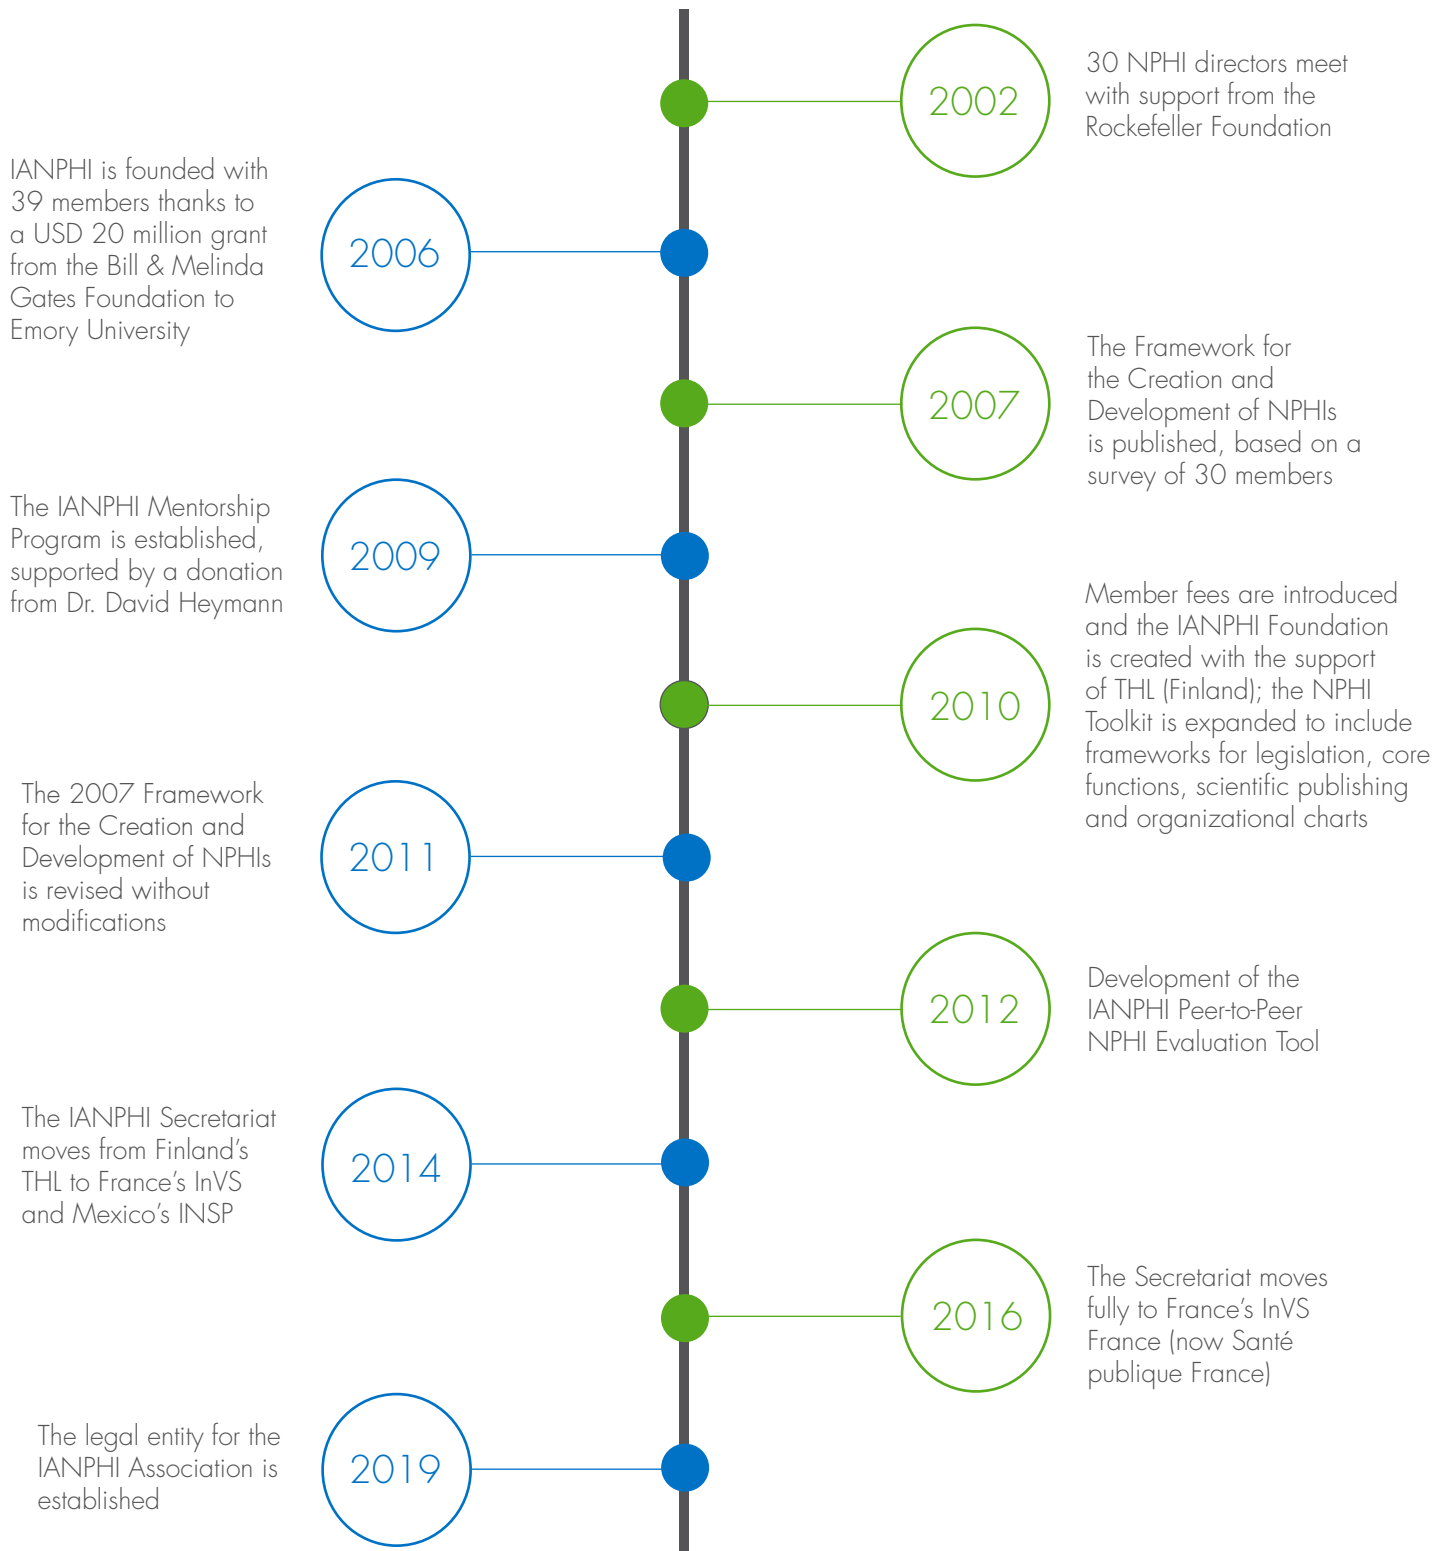 2002
30 NPHI directors meet
with support from the
Rockefeller Foundation
IANPHI is founded with
39 members thanks to
a USD 20 million grant
from the Bill & Melinda
Gates Foundation to
Emory University
2006
2007
The Framework for
the Creation and
Development of NPHIs
is published, based on a
survey of 30 members
The IANPHI Mentorship
Program is established,
supported by a donation
from Dr. David Heymann
2009
2010
Member fees are introduced
and the IANPHI Foundation
is created with the support
of THL (Finland); the NPHI
Toolkit is expanded to include
frameworks for legislation, core
functions, scientific publishing
and organizational charts
The 2007 Framework
for the Creation and
Development of NPHIs
is revised without
modifications
2011
2012
Development of the
IANPHI Peer-to-Peer
NPHI Evaluation Tool
The IANPHI Secretariat
moves from Finland's
THL to France's InVS
and Mexico's INSP
2014
2016
The Secretariat moves
fully to France's InVS
France (now Santé
publique France)
The legal entity for the
IANPHI Association is
established
2019